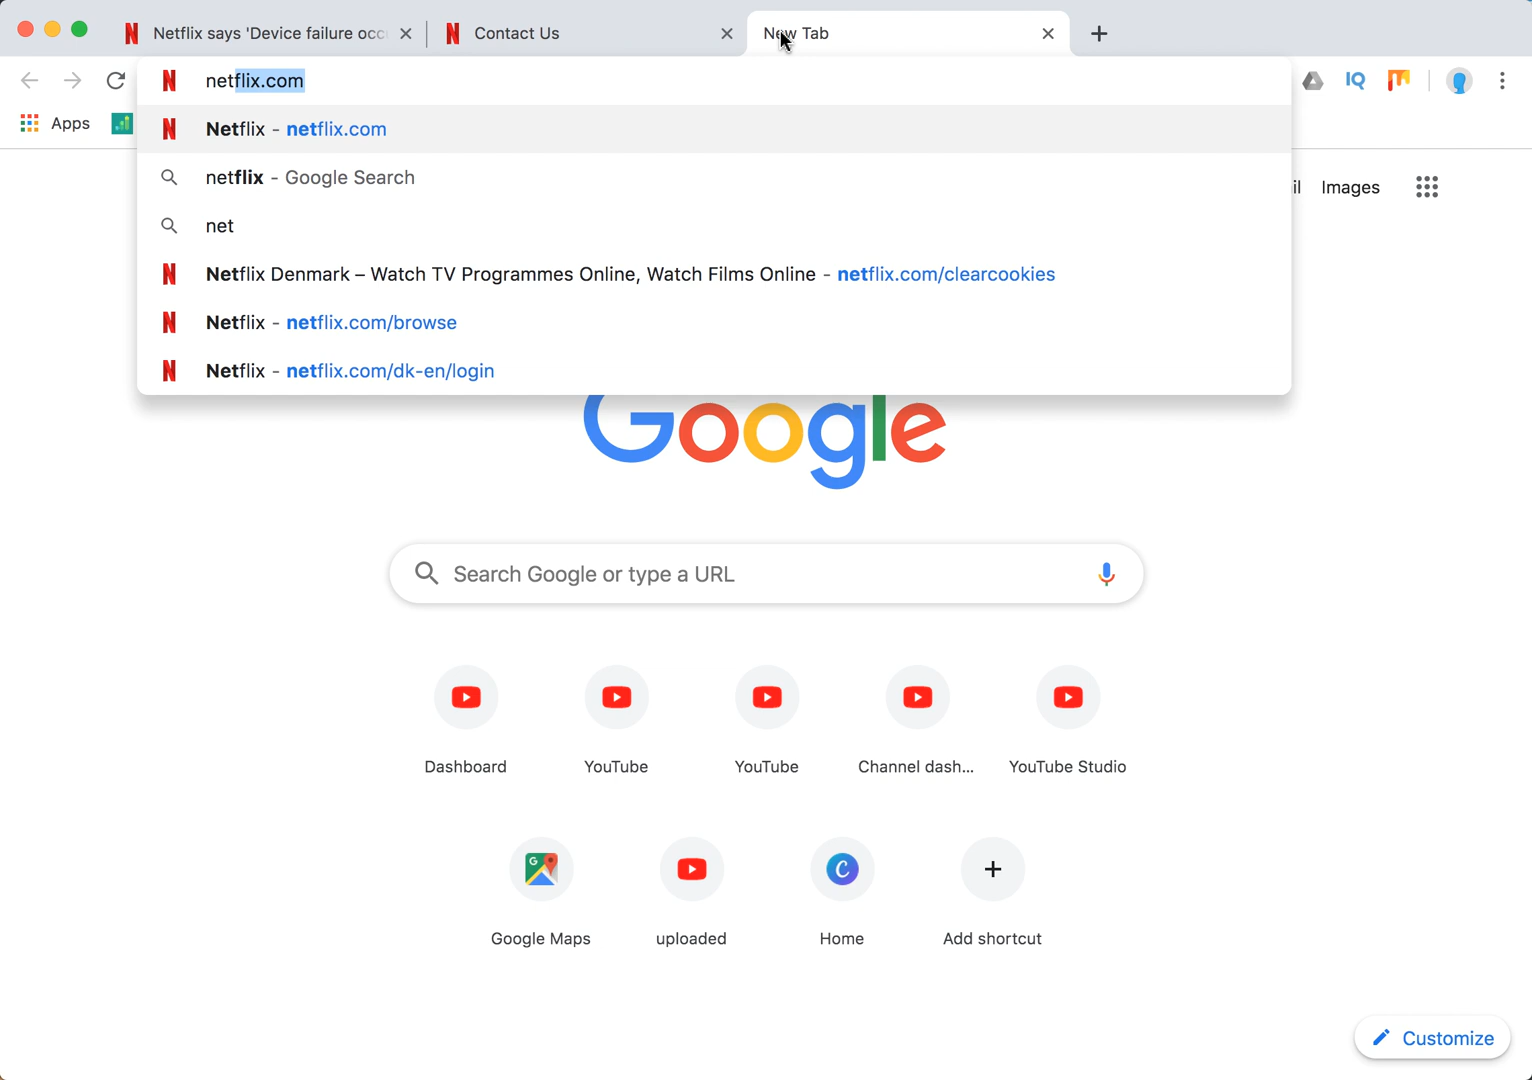 Netflix says 'Device failure occ
Contact Us
New Tab
netflix.com
Apps
Netflix - netflix.com
netflix - Google Search
net
Netflix Denmark – Watch TV Programmes Online, Watch Films Online - netflix.com/clearcookies
Netflix - netflix.com/browse
Netflix - netflix.com/dk-en/login
il Images
Google
Search Google or type a URL
Dashboard YouTube YouTube Channel dash... YouTube Studio
Google Maps uploaded Home Add shortcut
Customize